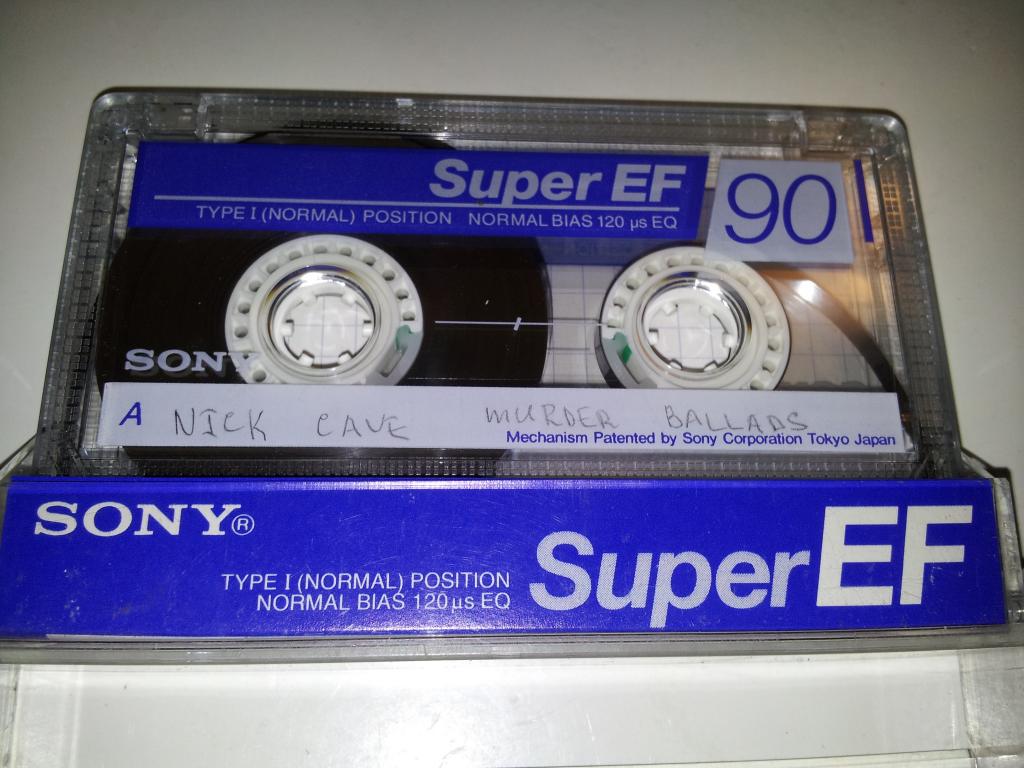 Super EF
90
TYPE I (NORMAL) POSITION NORMAL BIAS 120 µs EQ
SONY
A NICK CAVE MURDER BALLADS
Mechanism Patented by Sony Corporation Tokyo Japan
SONY®
Super EF
TYPE I (NORMAL) POSITION
NORMAL BIAS 120 µs EQ